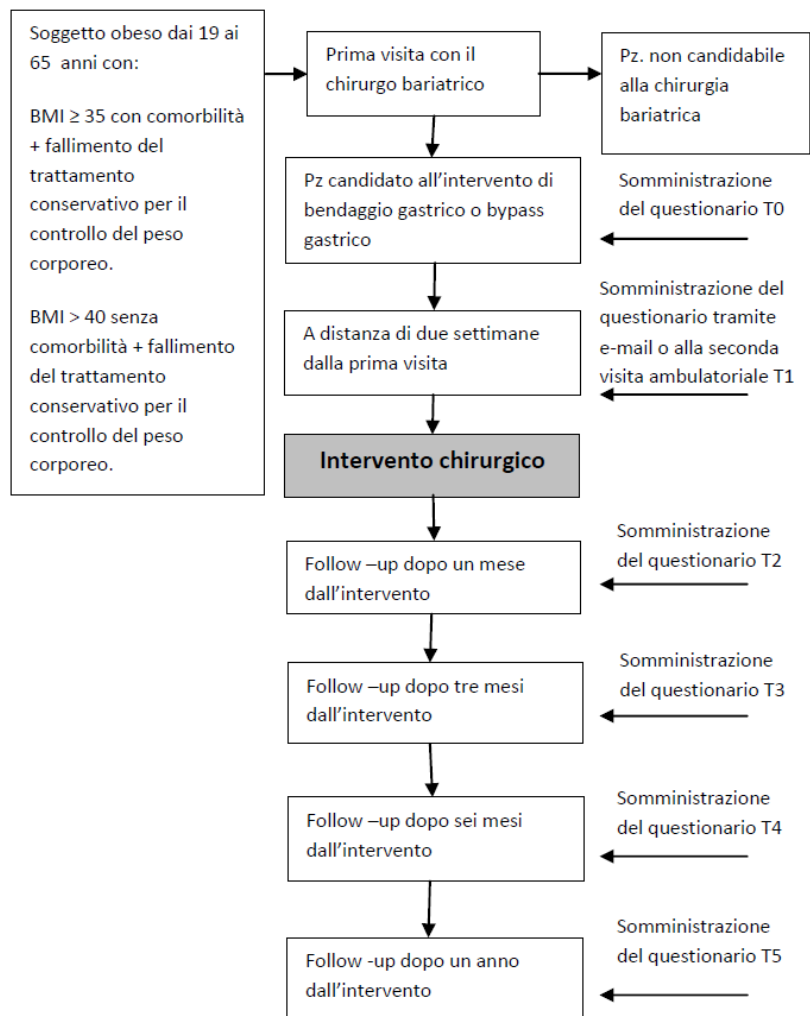 Soggetto obeso dai 19 ai
65 anni con:
BMI ≥ 35 con comorbilità
+ fallimento del
trattamento
conservativo per il
controllo del peso
corporeo.
BMI > 40 senza
comorbilità + fallimento
del trattamento
conservativo per il
controllo del peso
corporeo.
Prima visita con il
chirurgo bariatrico
Pz. non candidabile
alla chirurgia
bariatrica
Pz candidato all’intervento di
bendaggio gastrico o bypass
gastrico
Somministrazione
del questionario T0
A distanza di due settimane
dalla prima visita
Somministrazione del
questionario tramite
e-mail o alla seconda
visita ambulatoriale T1
Intervento chirurgico
Follow –up dopo un mese
dall’intervento
Somministrazione
del questionario T2
Follow –up dopo tre mesi
dall’intervento
Somministrazione
del questionario T3
Follow –up dopo sei mesi
dall’intervento
Somministrazione
del questionario T4
Follow -up dopo un anno
dall’intervento
Somministrazione
del questionario T5